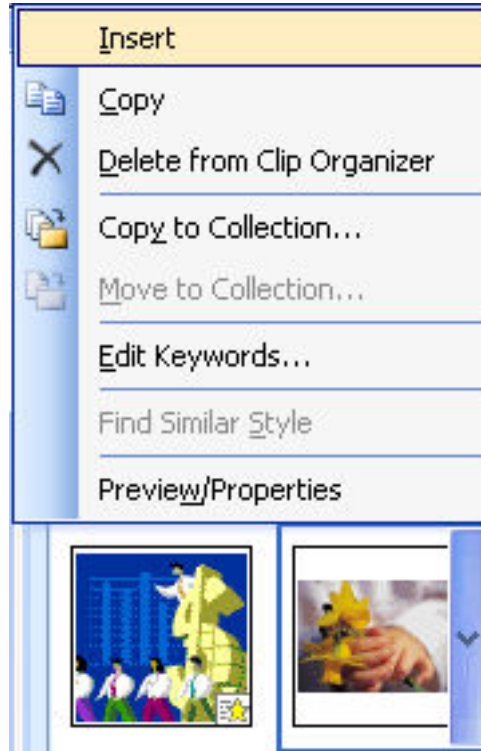 Insert
Copy
Delete from Clip Organizer
Copy to Collection...
Move to Collection...
Edit Keywords...
Find Similar Style
Preview/Properties